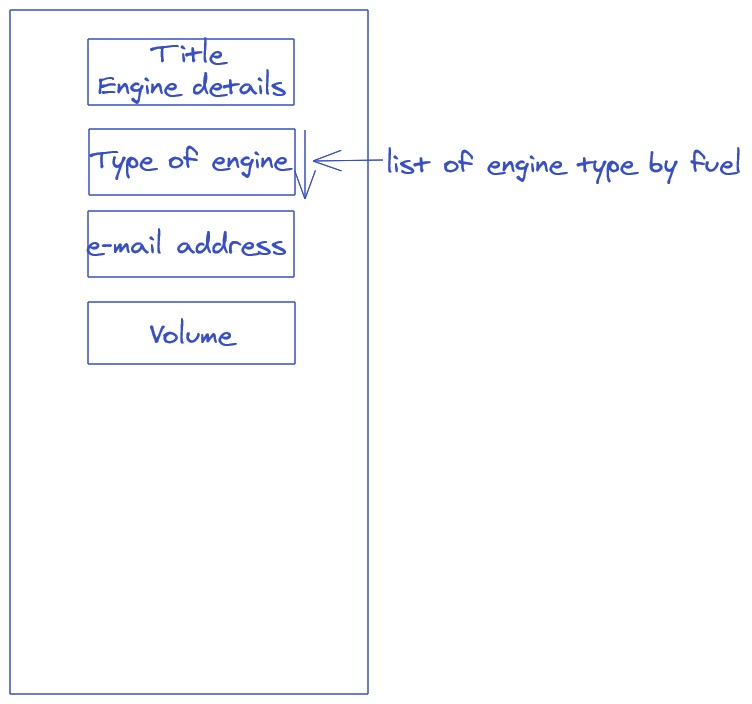 Title
Engine details
Type of engine
list of engine type by fuel
e-mail address
Volume